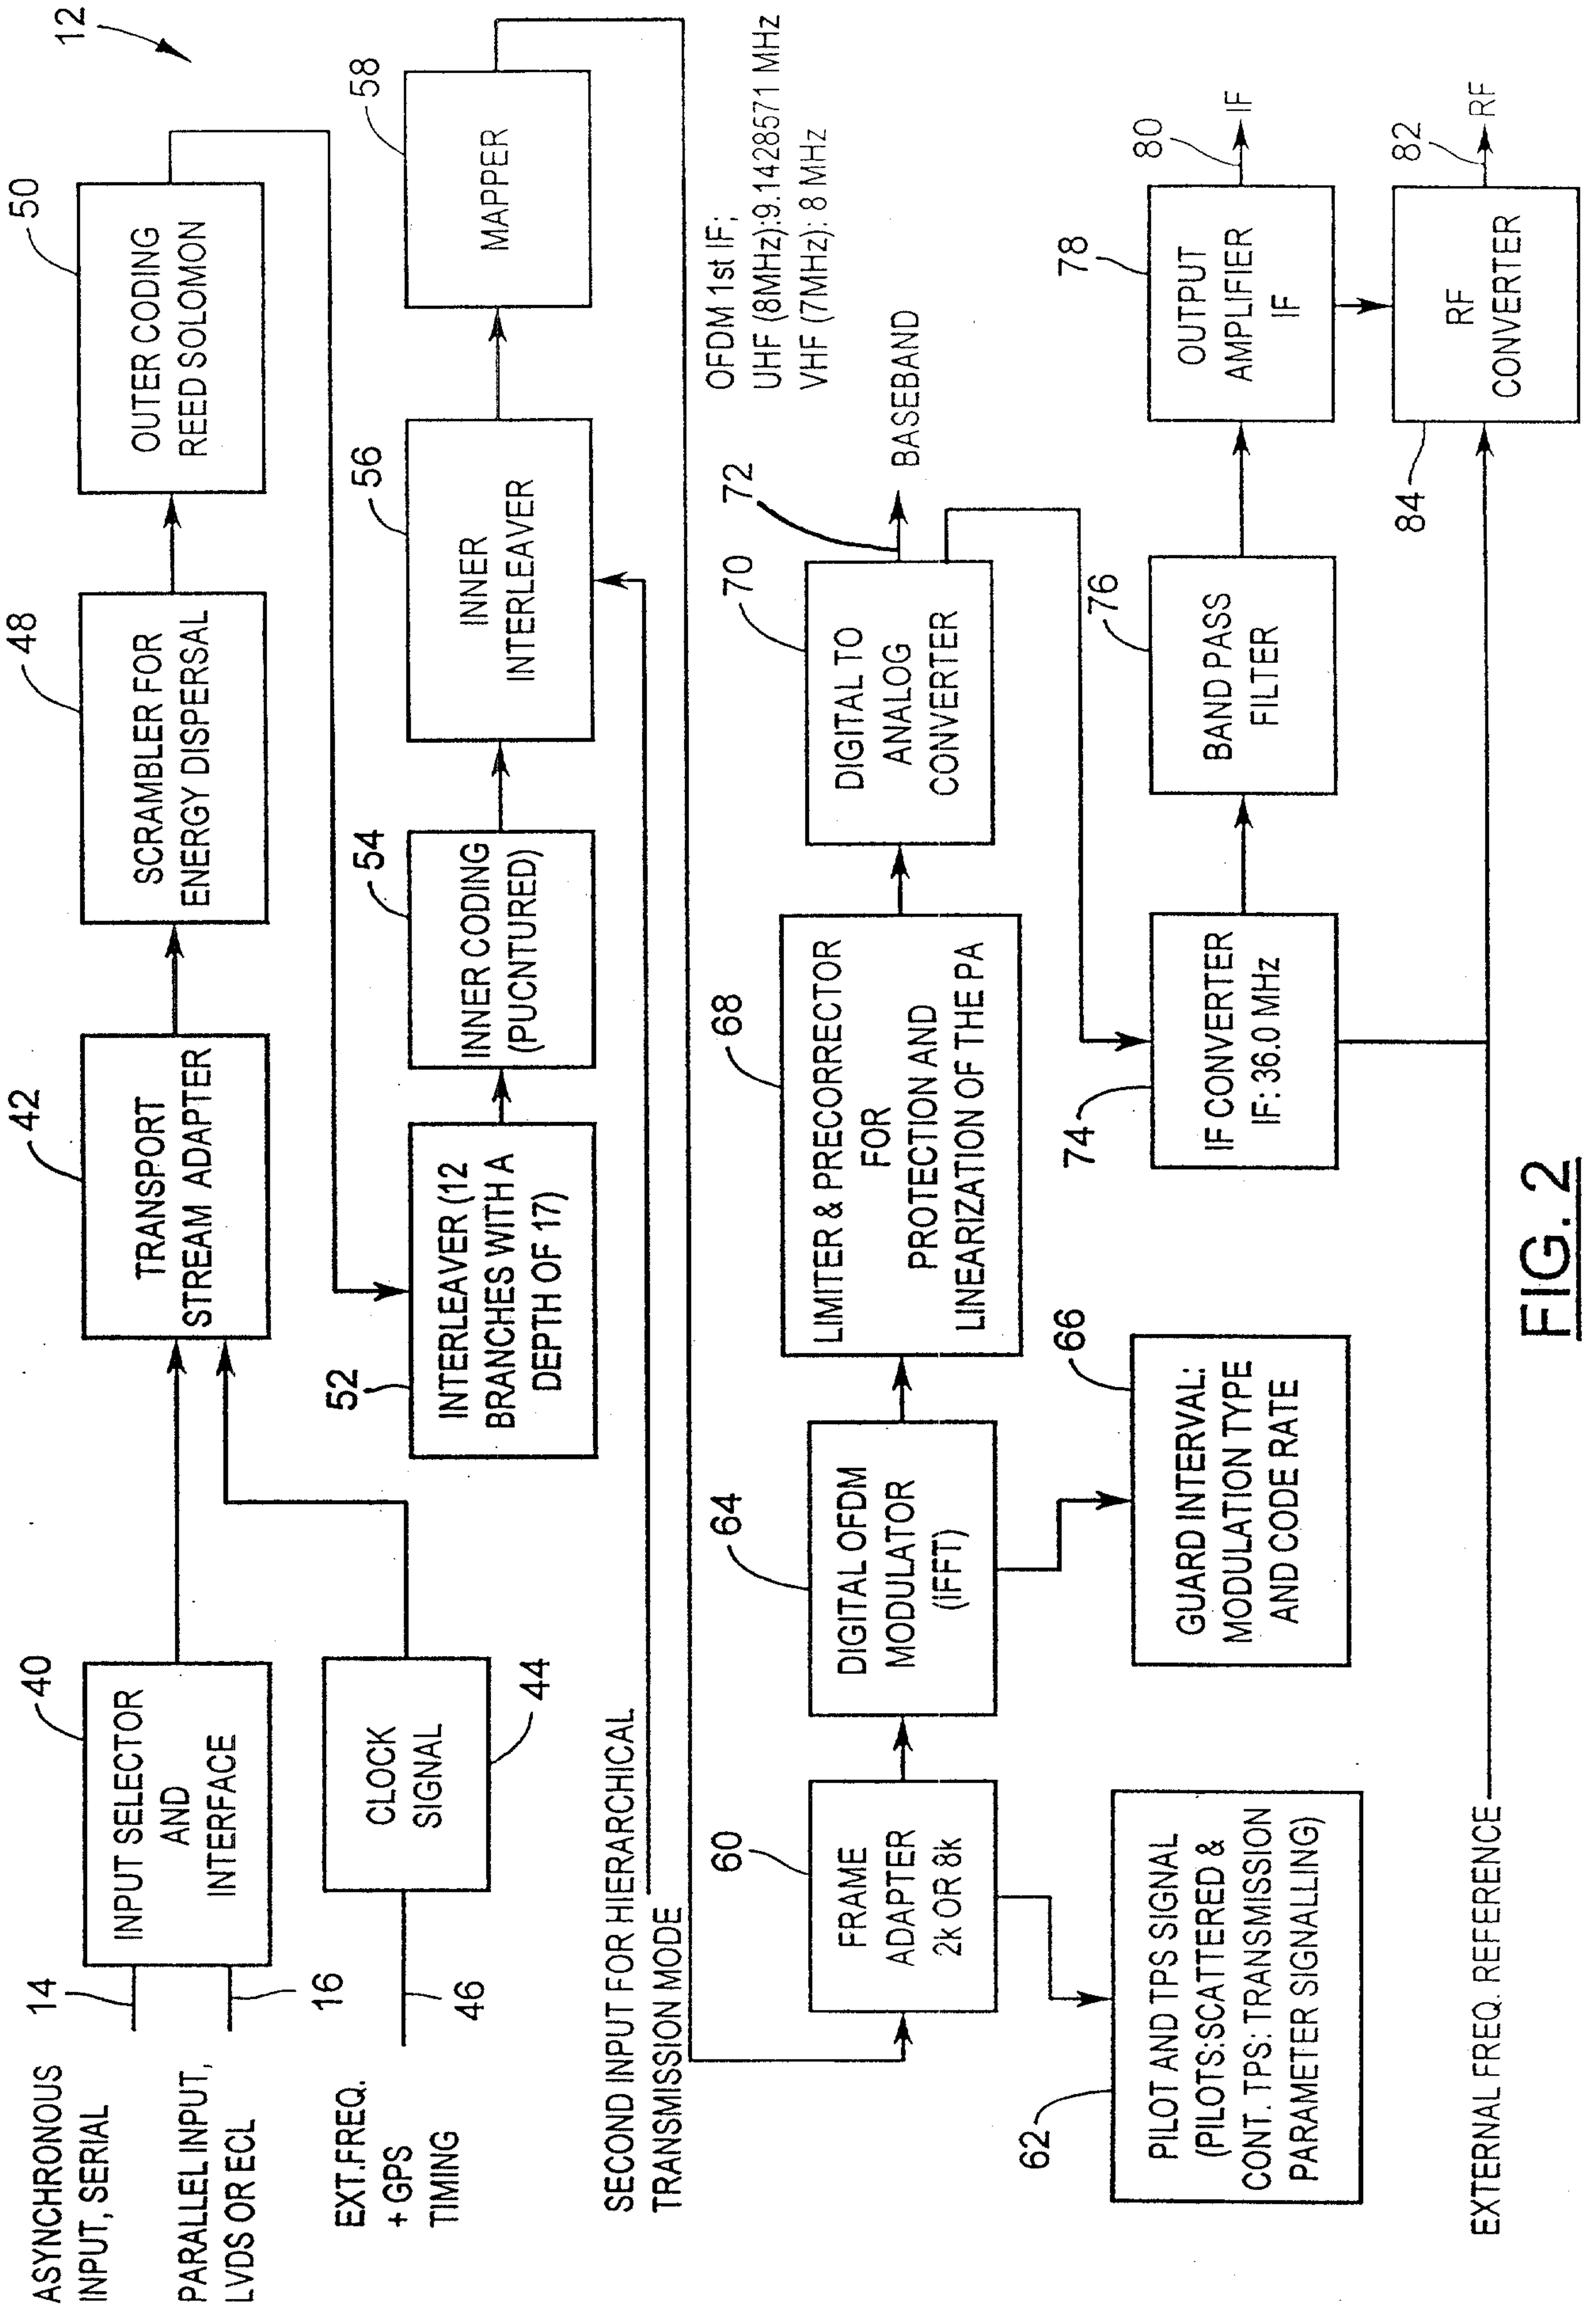 12
ASYNCHRONOUS
INPUT, SERIAL
14
PARALLEL INPUT,
LVDS OR ECL
16
40
INPUT SELECTOR
AND
INTERFACE
42
TRANSPORT
STREAM ADAPTER
48
SCRAMBLER FOR
ENERGY DISPERSAL
50
OUTER CODING
REED SOLOMON
EXT.FREQ.
+ GPS
TIMING
46
CLOCK
SIGNAL
44
52
INTERLEAVER (12
BRANCHES WITH A
DEPTH OF 17)
54
INNER CODING
(PUCNTURED)
56
INNER
INTERLEAVER
58
MAPPER
SECOND INPUT FOR HIERARCHICAL
TRANSMISSION MODE
OFDM 1st IF;
UHF (8MHz):9.1428571 MHz
VHF (7MHz): 8 MHz
60
FRAME
ADAPTER
2k OR 8k
64
DIGITAL OFDM
MODULATOR
(IFFT)
68
LIMITER & PRECORRECTOR
FOR
PROTECTION AND
LINEARIZATION OF THE PA
70
DIGITAL TO
ANALOG
CONVERTER
72
BASEBAND
62
PILOT AND TPS SIGNAL
(PILOTS:SCATTERED &
CONT. TPS: TRANSMISSION
PARAMETER SIGNALLING)
66
GUARD INTERVAL:
MODULATION TYPE
AND CODE RATE
74
IF CONVERTER
IF: 36.0 MHz
76
BAND PASS
FILTER
78
OUTPUT
AMPLIFIER
IF
80
IF
84
RF
CONVERTER
82
RF
EXTERNAL FREQ. REFERENCE
FIG. 2